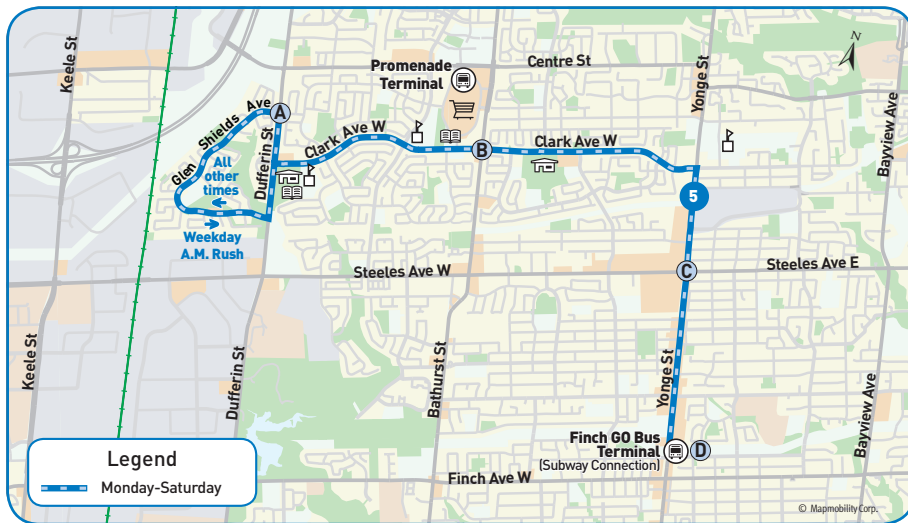 N
Keele St
Promenade
Terminal
Centre St
Yonge St
Bayview Ave
Glen Shields Ave
A
Dufferin St
Clark Ave W
B
Clark Ave W
All
other
times
Weekday
A.M. Rush
5
Steeles Ave W
C
Steeles Ave E
Keele St
Dufferin St
Bathurst St
Yonge St
Bayview Ave
Finch GO Bus
Terminal
(Subway Connection)
D
Finch Ave W
Legend
Monday-Saturday
© Mapmobility Corp.